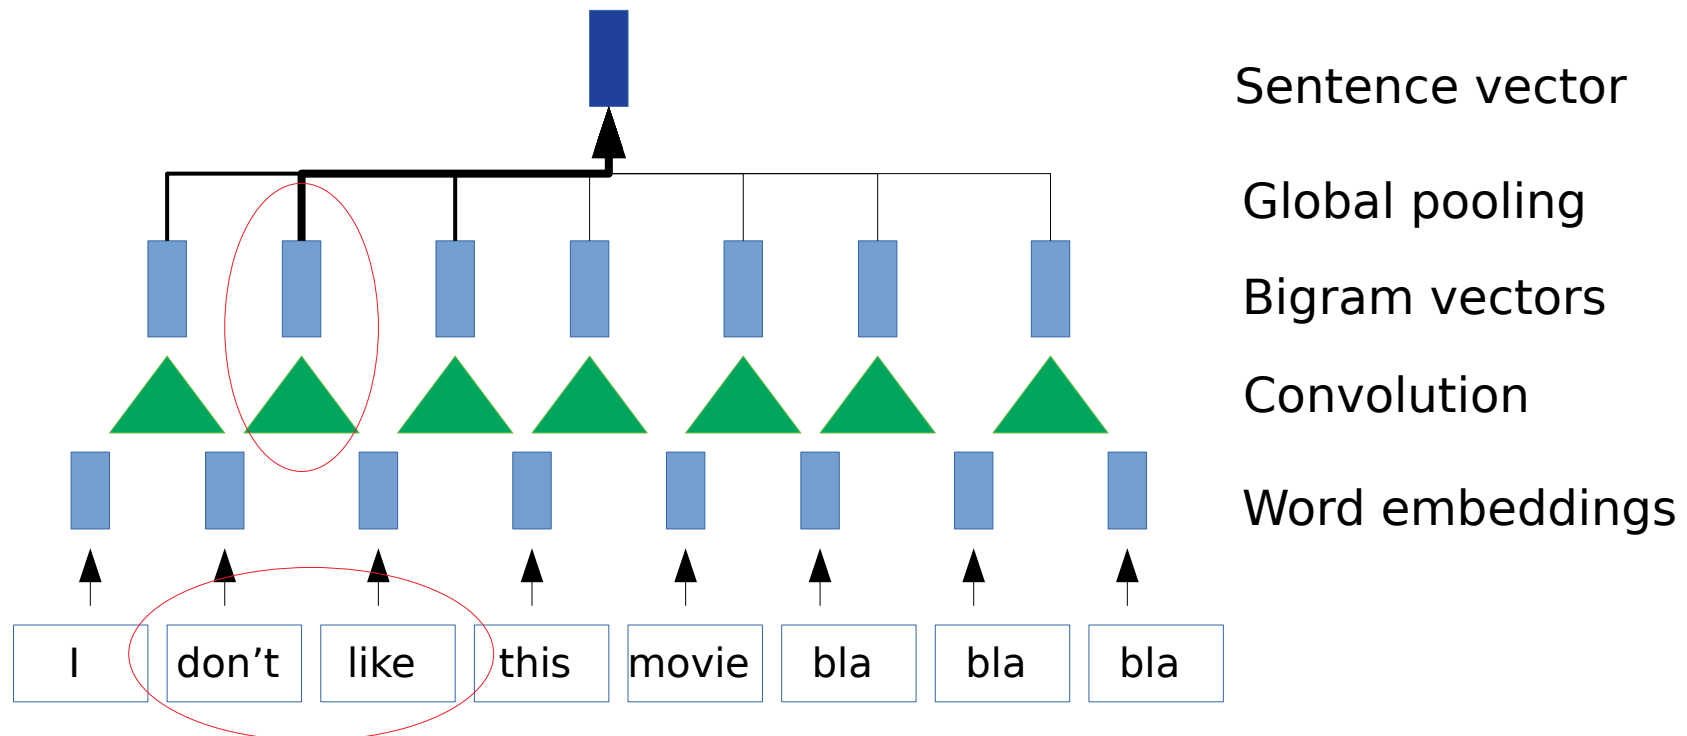 Sentence vector
Global pooling
Bigram vectors
Convolution
Word embeddings
I don’t like this movie bla bla bla